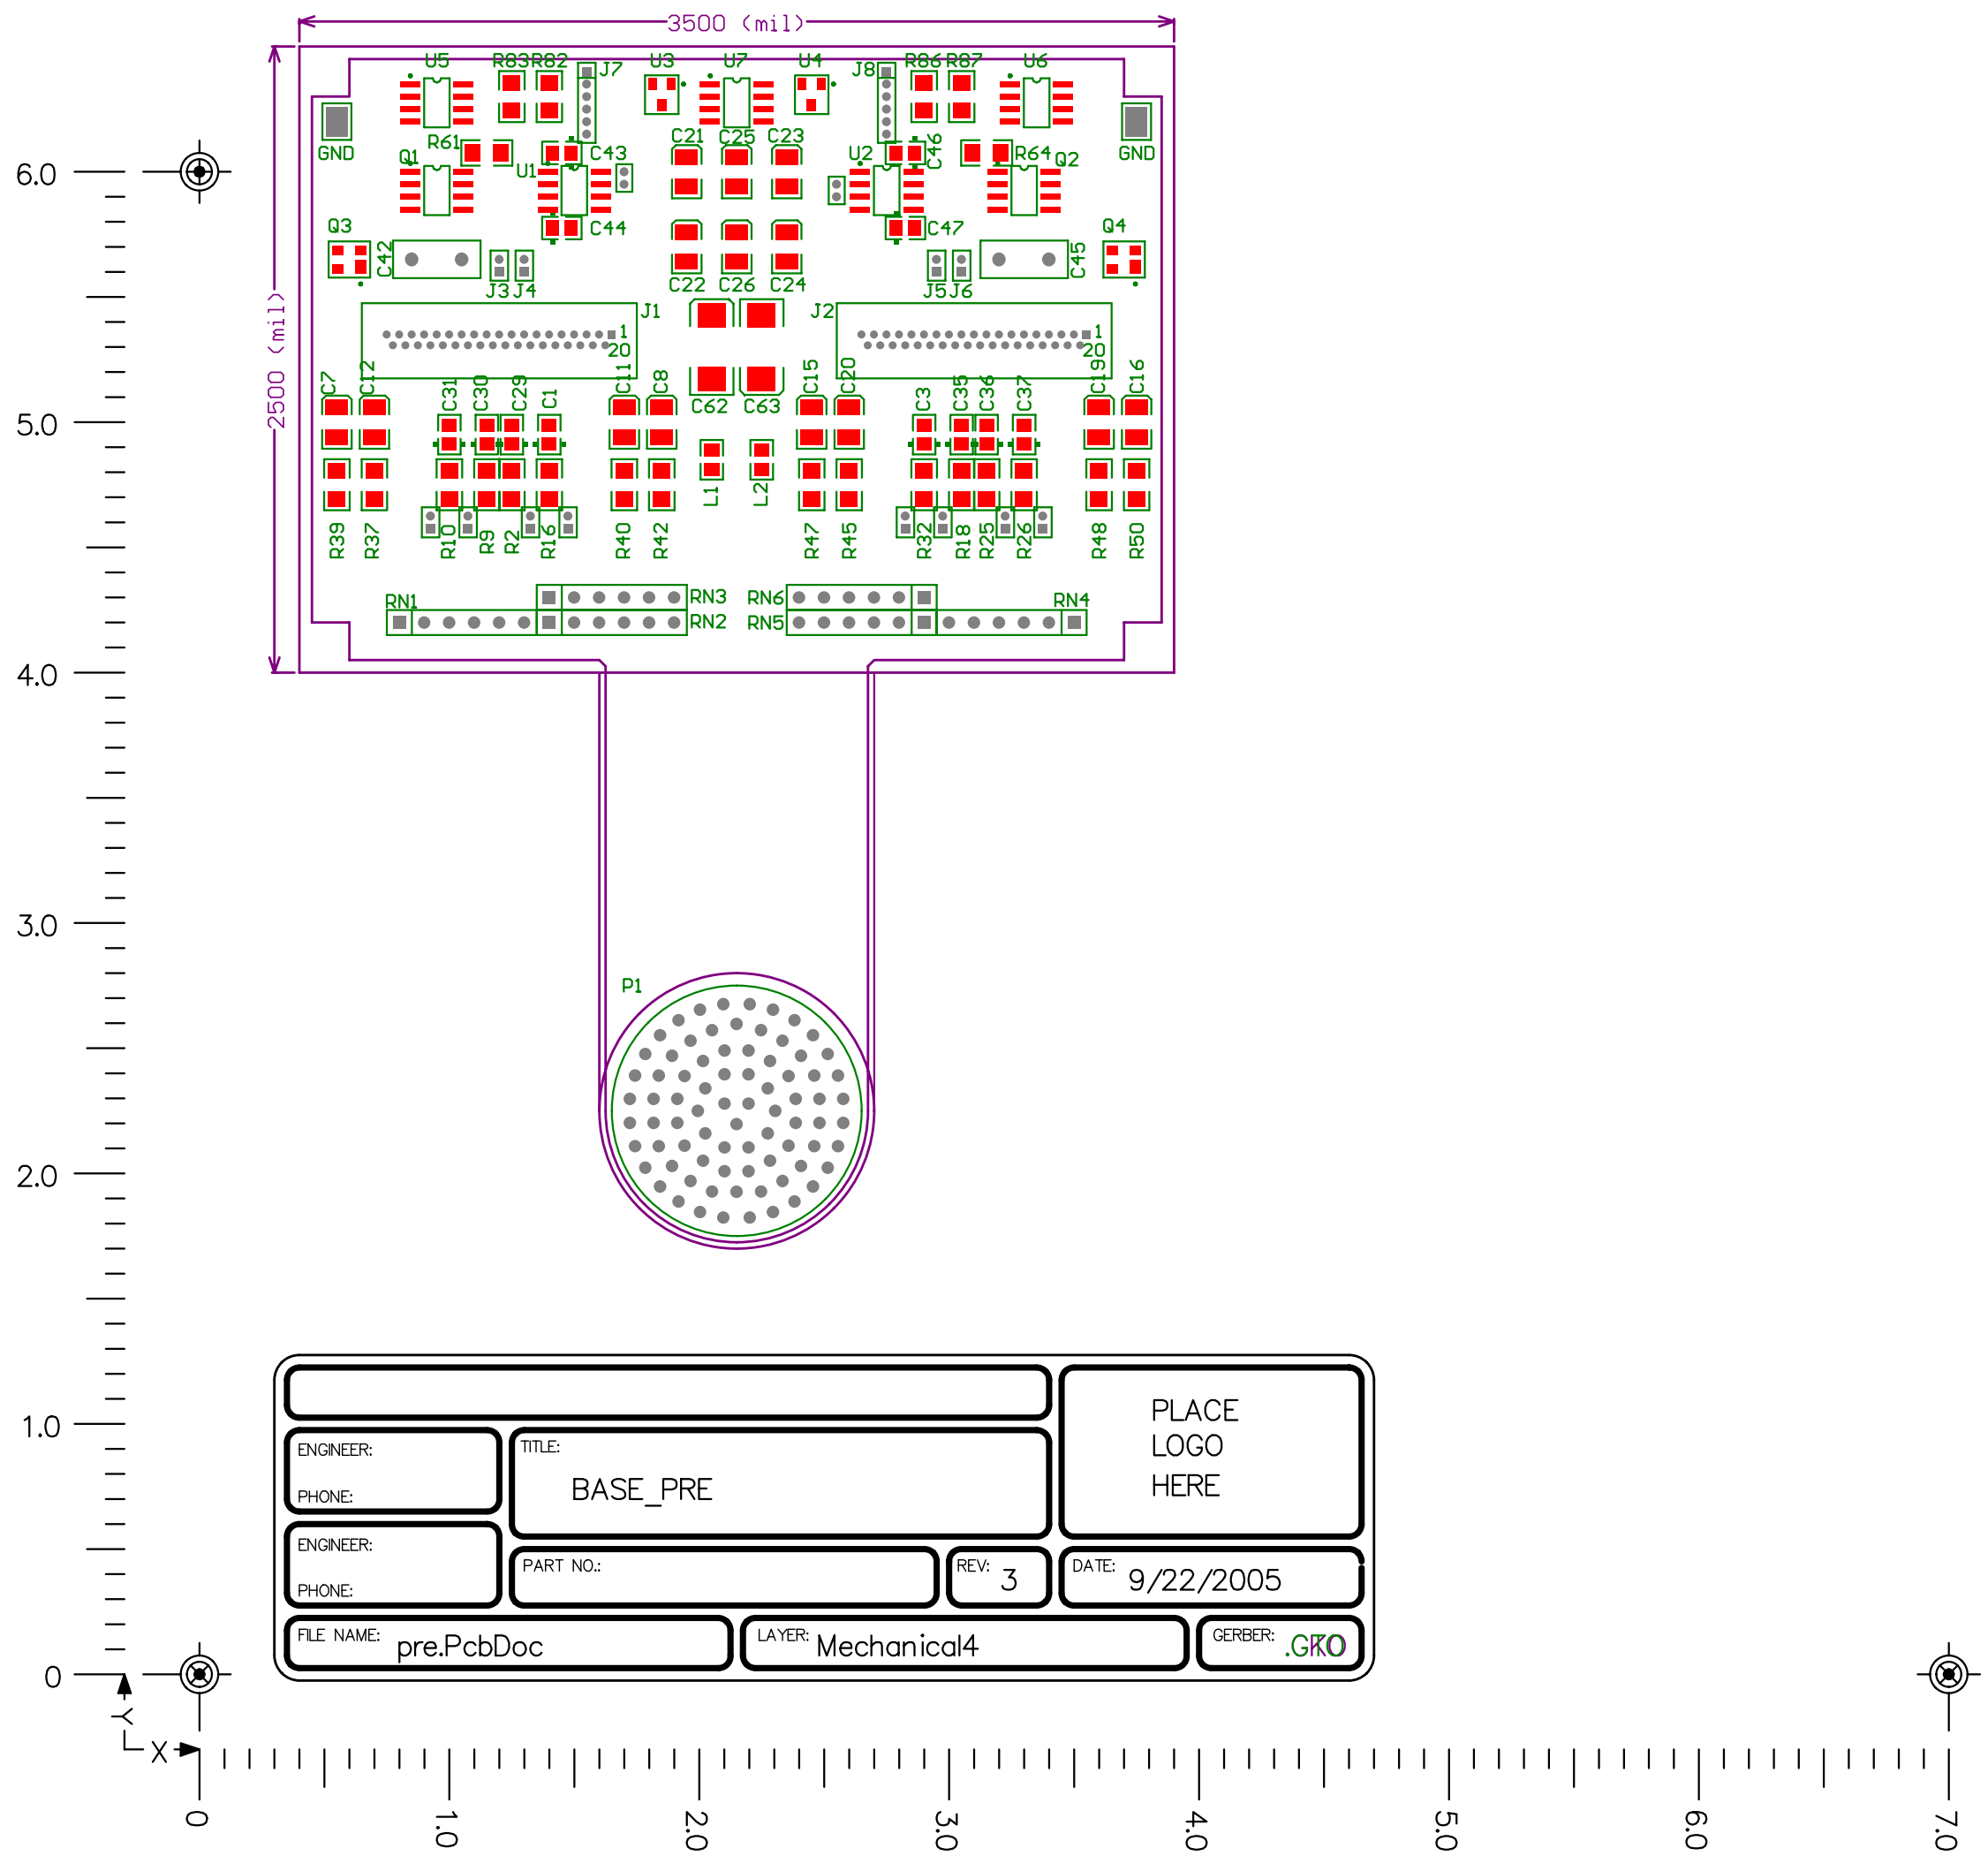 3500 (mil)
U5 R83 R82 J7 U3 U7 U4 J8 R86 R87 U6
GND R61 C43 C21 C25 C23 C46 R64 GND
Q1 U1 U2 Q2
6.0
Q3 C44 C47 Q4
C42 C45
J3 J4 C22 C26 C24 J5 J6
2500 (mil)
J1 J2
1 1
20 20
C7 C12 C31 C30 C29 C1 C11 C8 C62 C63 C15 C20 C3 C35 C36 C37 C19 C16
5.0
L1 L2
R39 R37 R10 R9 R2 R16 R40 R42 R47 R45 R32 R18 R25 R26 R48 R50
RN1 RN3 RN6 RN4
RN2 RN5
4.0
3.0
P1
2.0
1.0
PLACE
LOGO
HERE
ENGINEER:
PHONE:
TITLE:
BASE_PRE
ENGINEER:
PHONE:
PART NO.:
REV: 3
DATE: 9/22/2005
FILE NAME: pre.PcbDoc
LAYER: Mechanical4
GERBER:
0
Y
X
0 1.0 2.0 3.0 4.0 5.0 6.0 7.0